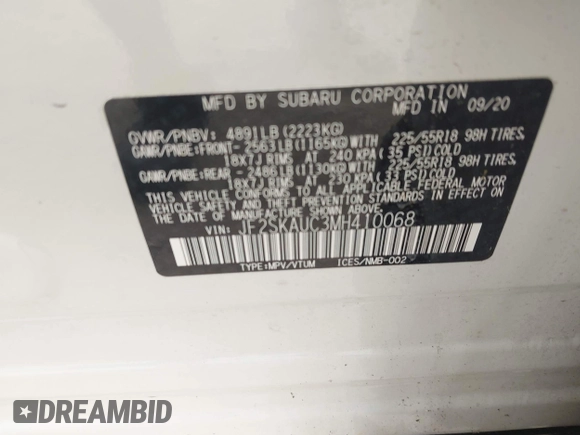 MFD BY SUBARU CORPORATION
MFD IN 09/20
GVWR/PNBV: 4891LB(2223KG)
GAWR/PNBE:FRONT- 2563LB(1165KG)WITH 225/55R18 98H TIRES,
18X7J RIMS AT 240 KPA( 35 PSI)COLD
GAWR/PNBE:REAR -2486LB(1130KG)WITH 225/55R18 98H TIRES,
18X7J RIMS AT 230 KPA( 33 PSI)COLD
THIS VEHICLE CONFORMS TO ALL APPLICABLE FEDERAL MOTOR
VEHICLE SAFETY AND THEFT PREVENTION STANDARDS IN EFFECT ON
THE DATE OF MANUFACTURE SHOWN ABOVE.
VIN: JF2SKAUC3MH410068
TYPE:MPV/VTUM ICES/NMB-002
DREAMBID